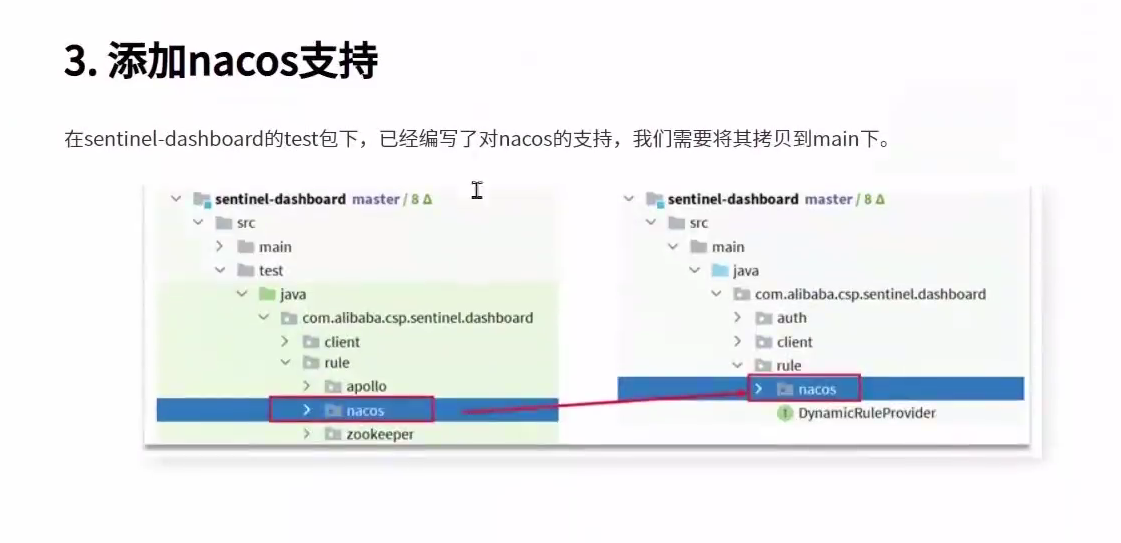 3. 添加nacos支持
在sentinel-dashboard的test包下，已经编写了对nacos的支持，我们需要将其拷贝到main下。
sentinel-dashboard master / 8 Δ
src
main
test
java
com.alibaba.csp.sentinel.dashboard
client
rule
apollo
nacos
zookeeper
sentinel-dashboard master / 8 Δ
src
main
java
com.alibaba.csp.sentinel.dashboard
auth
client
rule
nacos
I DynamicRuleProvider